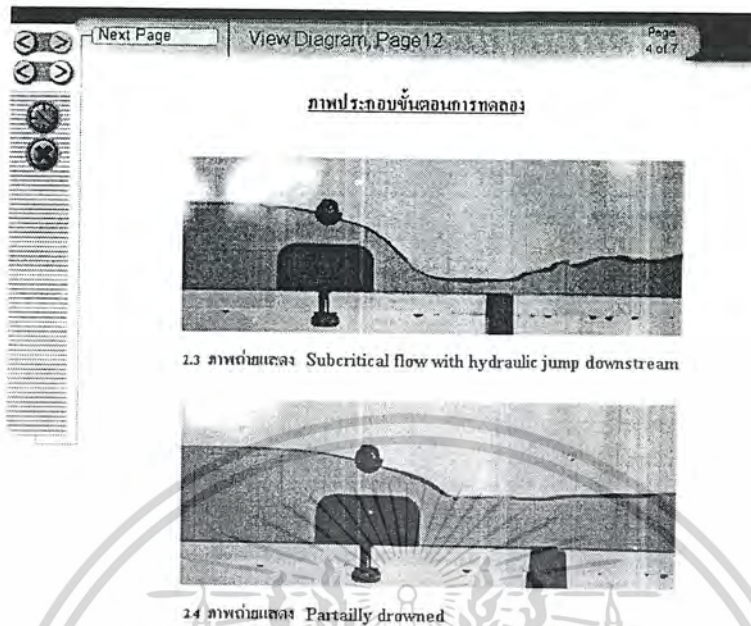 Next Page
View Diagram, Page12
Page
4 of 7
ภาพประกอบขั้นตอนการทดลอง
2.3 ภาพถ่ายแสดง Subcritical flow with hydraulic jump downstream
2.4 ภาพถ่ายแสดง Partailly drowned